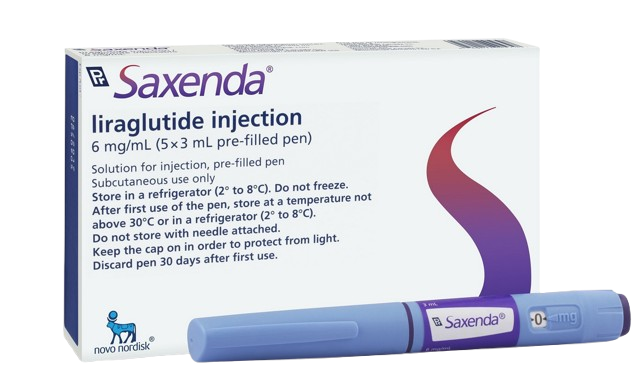 Pr
Saxenda®
liraglutide injection
6 mg/mL (5×3 mL pre-filled pen)
Solution for injection, pre-filled pen
Subcutaneous use only
Store in a refrigerator (2° to 8°C). Do not freeze.
After first use of the pen, store at a temperature not
above 30°C or in a refrigerator (2° to 8°C).
Do not store with needle attached.
Keep the cap on in order to protect from light.
Discard pen 30 days after first use.
novo nordisk®
3 mL
Pr Saxenda®
0 mg